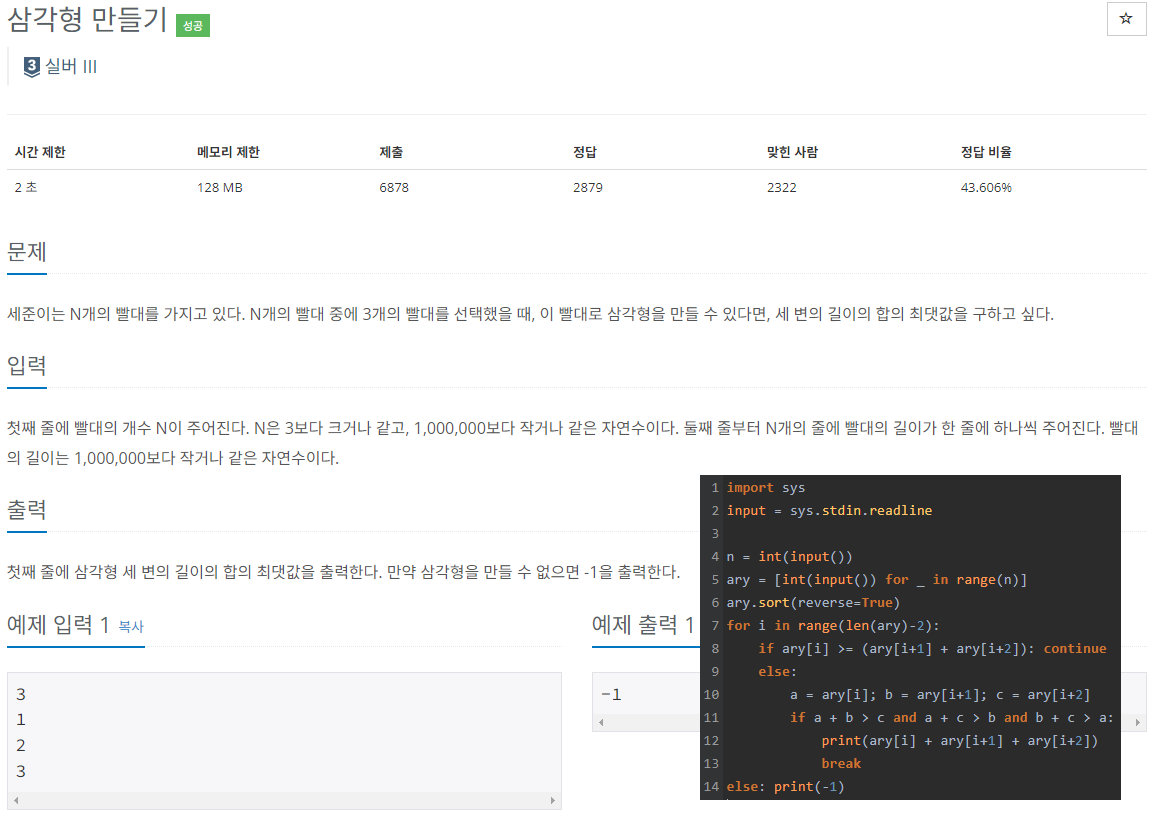 삼각형 만들기 성공
☆
3 실버 III
시간 제한 메모리 제한 제출 정답 맞힌 사람 정답 비율
2 초 128 MB 6878 2879 2322 43.606%
문제
세준이는 N개의 빨대를 가지고 있다. N개의 빨대 중에 3개의 빨대를 선택했을 때, 이 빨대로 삼각형을 만들 수 있다면, 세 변의 길이의 합의 최댓값을 구하고 싶다.
입력
첫째 줄에 빨대의 개수 N이 주어진다. N은 3보다 크거나 같고, 1,000,000보다 작거나 같은 자연수이다. 둘째 줄부터 N개의 줄에 빨대의 길이가 한 줄에 하나씩 주어진다. 빨대
의 길이는 1,000,000보다 작거나 같은 자연수이다.
출력
첫째 줄에 삼각형 세 변의 길이의 합의 최댓값을 출력한다. 만약 삼각형을 만들 수 없으면 -1을 출력한다.
예제 입력 1 복사
3
1
2
3
예제 출력 1
-1
1 import sys
2 input = sys.stdin.readline
3
4 n = int(input())
5 ary = [int(input()) for _ in range(n)]
6 ary.sort(reverse=True)
7 for i in range(len(ary)-2):
8     if ary[i] >= (ary[i+1] + ary[i+2]): continue
9     else:
10         a = ary[i]; b = ary[i+1]; c = ary[i+2]
11         if a + b > c and a + c > b and b + c > a:
12             print(ary[i] + ary[i+1] + ary[i+2])
13             break
14 else: print(-1)